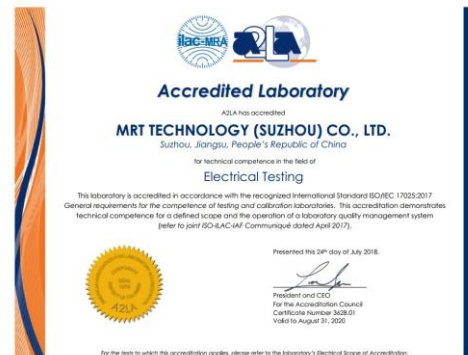 ilac-MRA
A2LA
Accredited Laboratory
A2LA has accredited
MRT TECHNOLOGY (SUZHOU) CO., LTD.
Suzhou, Jiangsu, People's Republic of China
for technical competence in the field of
Electrical Testing
This laboratory is accredited in accordance with the recognized International Standard ISO/IEC 17025:2017
General requirements for the competence of testing and calibration laboratories. This accreditation demonstrates
technical competence for a defined scope and the operation of a laboratory quality management system
(refer to joint ISO-ILAC-IAF Communiqué dated April 2017).
Presented this 24th day of July 2018.
President and CEO
For the Accreditation Council
Certificate Number 3628.01
Valid to August 31, 2020
A2LA
For the tests to which this accreditation applies, please refer to the laboratory's Electrical Scope of Accreditation.